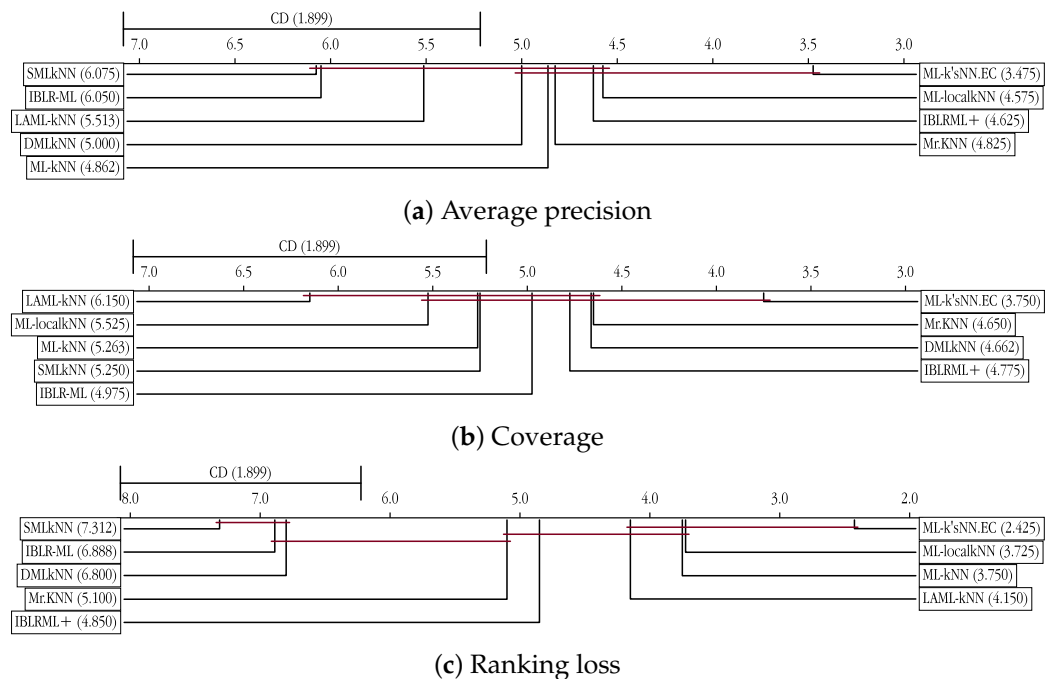 CD (1.899)
7.0 6.5 6.0 5.5 5.0 4.5 4.0 3.5 3.0
SMLkNN (6.075) ML-k'sNN.EC (3.475)
IBLR-ML (6.050) ML-localkNN (4.575)
LAML-kNN (5.513) IBLRML+ (4.625)
DMLkNN (5.000) Mr.KNN (4.825)
ML-kNN (4.862)
(a) Average precision
CD (1.899)
7.0 6.5 6.0 5.5 5.0 4.5 4.0 3.5 3.0
LAML-kNN (6.150) ML-k'sNN.EC (3.750)
ML-localkNN (5.525) Mr.KNN (4.650)
ML-kNN (5.263) DMLkNN (4.662)
SMLkNN (5.250) IBLRML+ (4.775)
IBLR-ML (4.975)
(b) Coverage
CD (1.899)
8.0 7.0 6.0 5.0 4.0 3.0 2.0
SMLkNN (7.312) ML-k'sNN.EC (2.425)
IBLR-ML (6.888) ML-localkNN (3.725)
DMLkNN (6.800) ML-kNN (3.750)
Mr.KNN (5.100) LAML-kNN (4.150)
IBLRML+ (4.850)
(c) Ranking loss